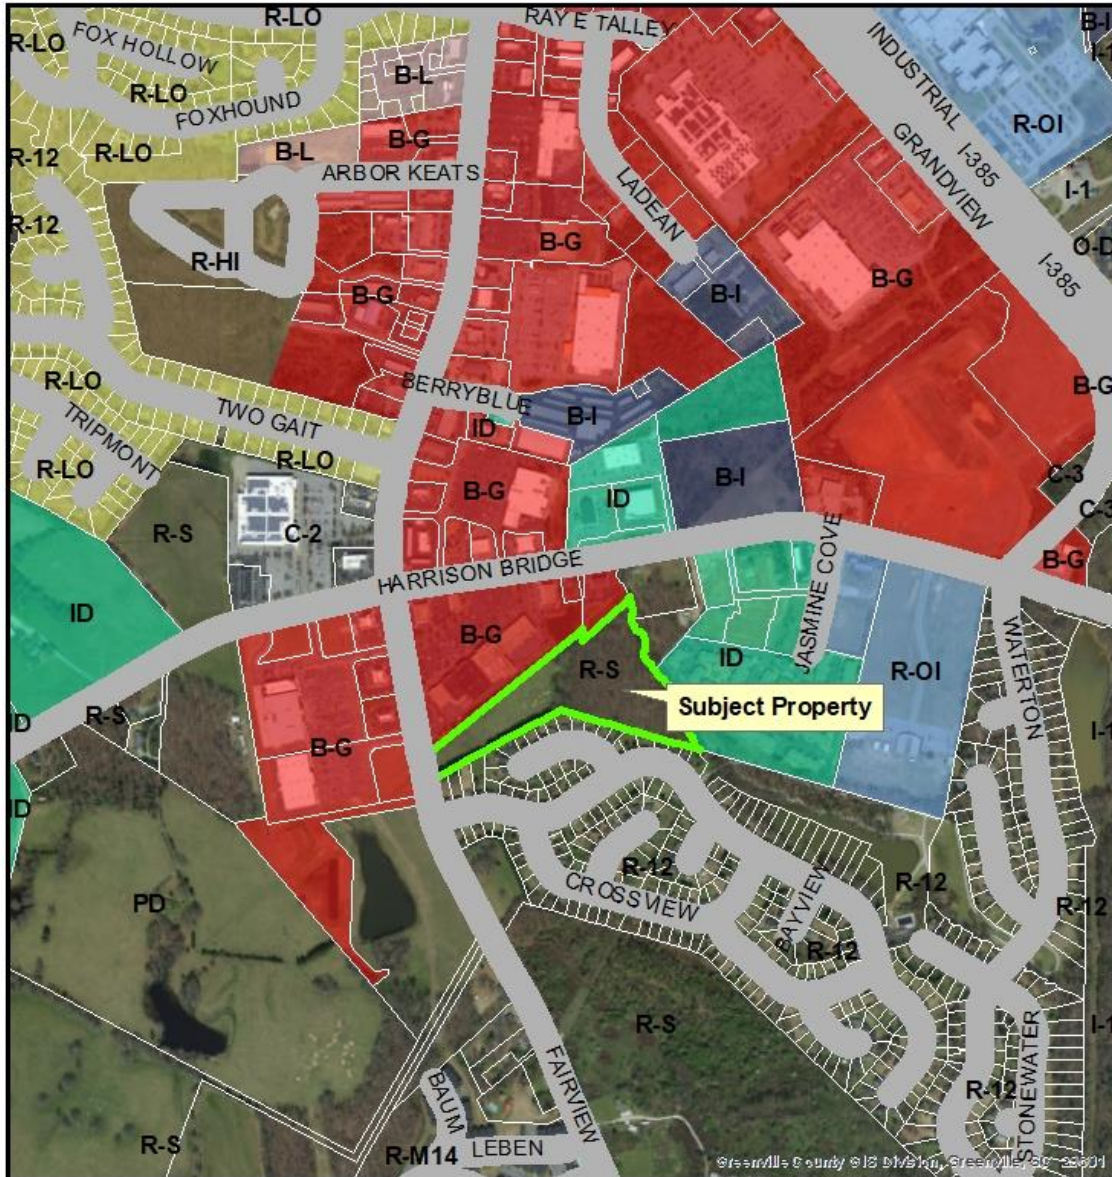 RAY E TALLEY
R-LO
R-LO
FOX HOLLOW
B-L
INDUSTRIAL
R-LO
FOXHOUND
R-OI
R-12
R-LO
B-L
B-G
ARBOR KEATS
I-385
GRANDVIEW
I-1
LADEAN
R-12
R-HI
B-G
O-D
B-G
B-I
B-G
I-385
R-LO
BERRYBLUE
B-G
TRIPMONT
TWO GAIT
B-I
ID
R-LO
R-LO
B-G
B-I
C-3
ID
R-S
C-2
JASMINE COVE
HARRISON BRIDGE
B-G
ID
B-G
R-S
ID
R-OI
WATERTON
Subject Property
R-S
ID
B-G
ID
R-12
CROSSVIEW
BAYVIEW
R-12
PD
R-12
R-12
R-S
FAIRVIEW
STONEWATER
BAUM
R-12
R-S
R-M14
LEBEN
Greenville County GIS Division, Greenville, SC 29601